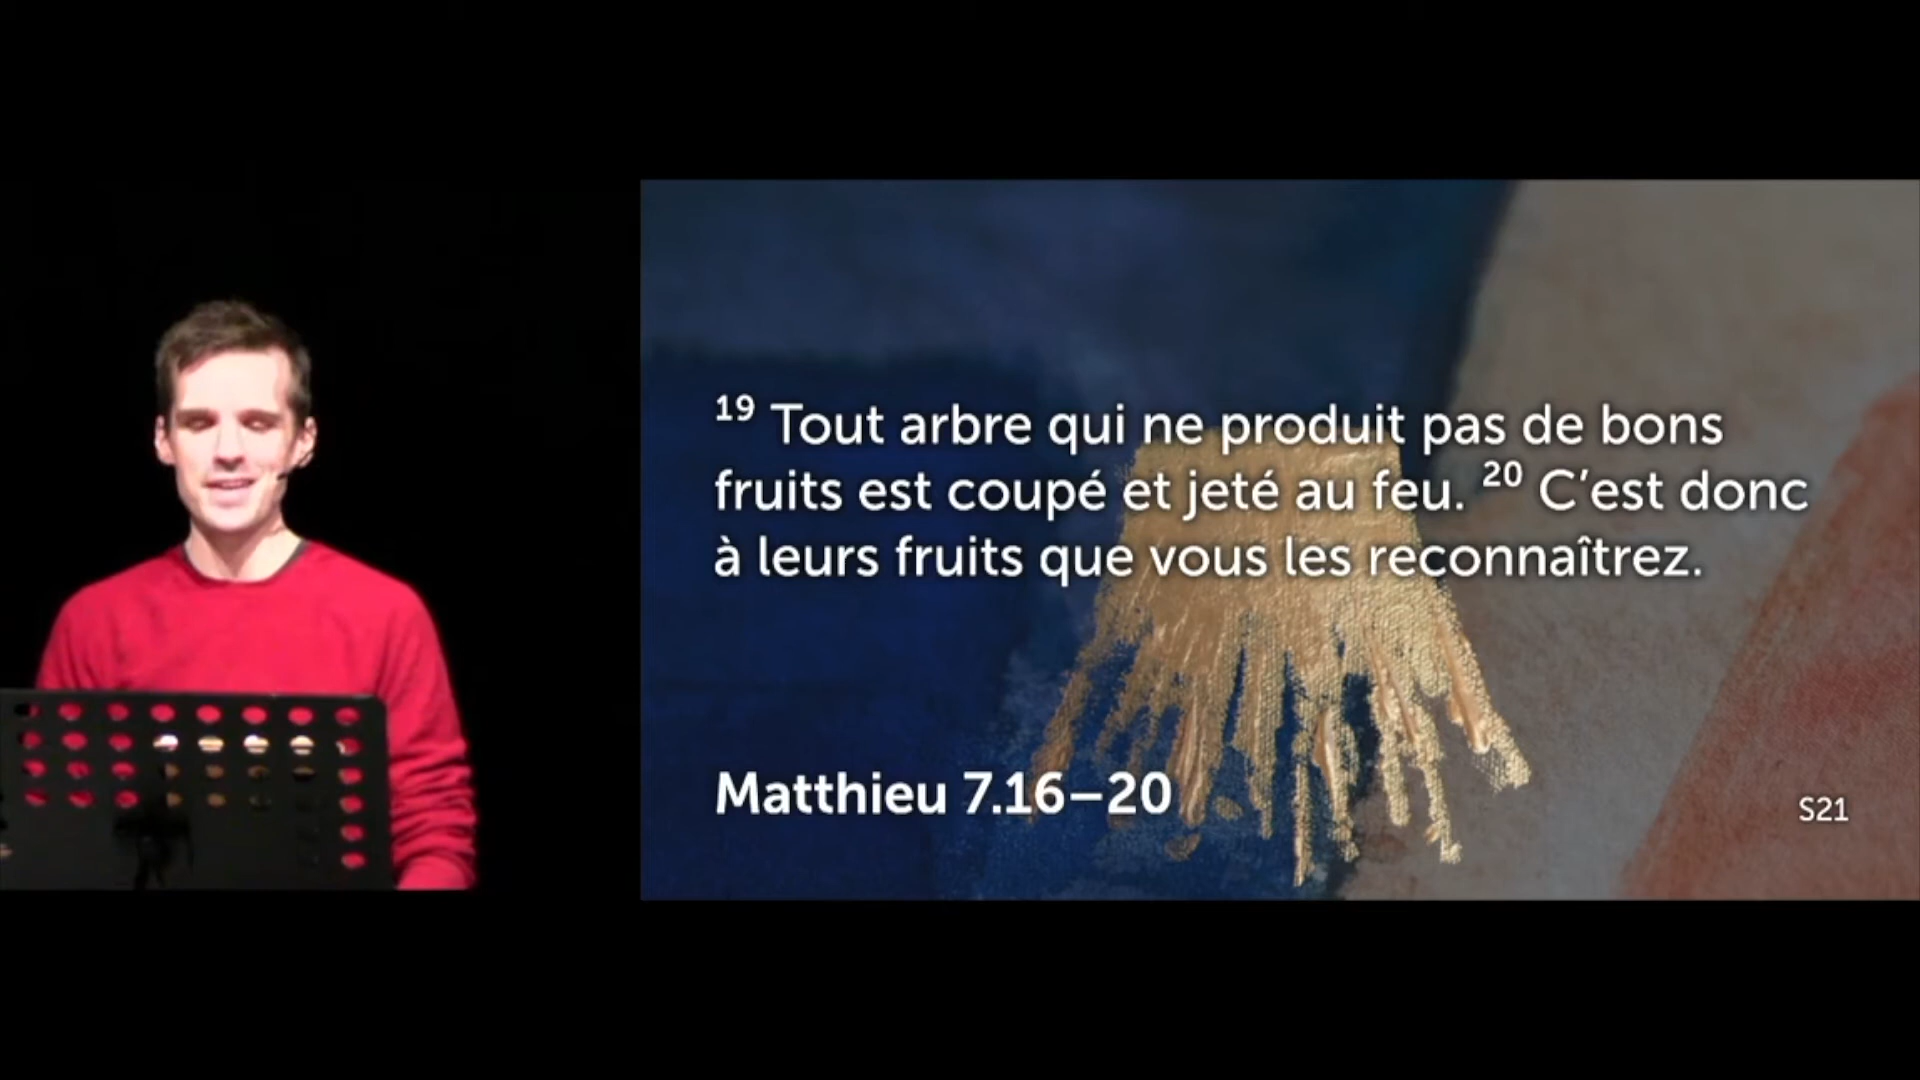 19 Tout arbre qui ne produit pas de bons
fruits est coupé et jeté au feu. 20 C’est donc
à leurs fruits que vous les reconnaîtrez.
Matthieu 7.16–20
S21